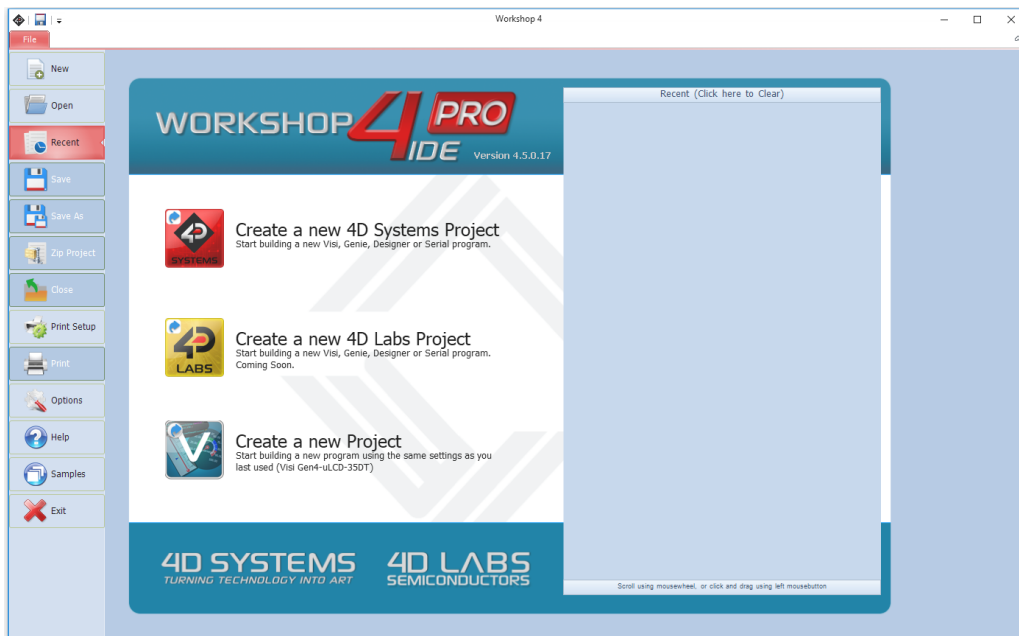 Workshop 4
File
New
Open
Recent
Save
Save As
Zip Project
Close
Print Setup
Print
Options
Help
Samples
Exit
WORKSHOP 4 PRO
IDE Version 4.5.0.17
Recent (Click here to Clear)
4D SYSTEMS
Create a new 4D Systems Project
Start building a new Visi, Genie, Designer or Serial program.
4D LABS
Create a new 4D Labs Project
Start building a new Visi, Genie, Designer or Serial program.
Coming Soon.
V
Create a new Project
Start building a new program using the same settings as you
last used (Visi Gen4-uLCD-35DT)
4D SYSTEMS
TURNING TECHNOLOGY INTO ART
4D LABS
SEMICONDUCTORS
Scroll using mousewheel, or click and drag using left mousebutton